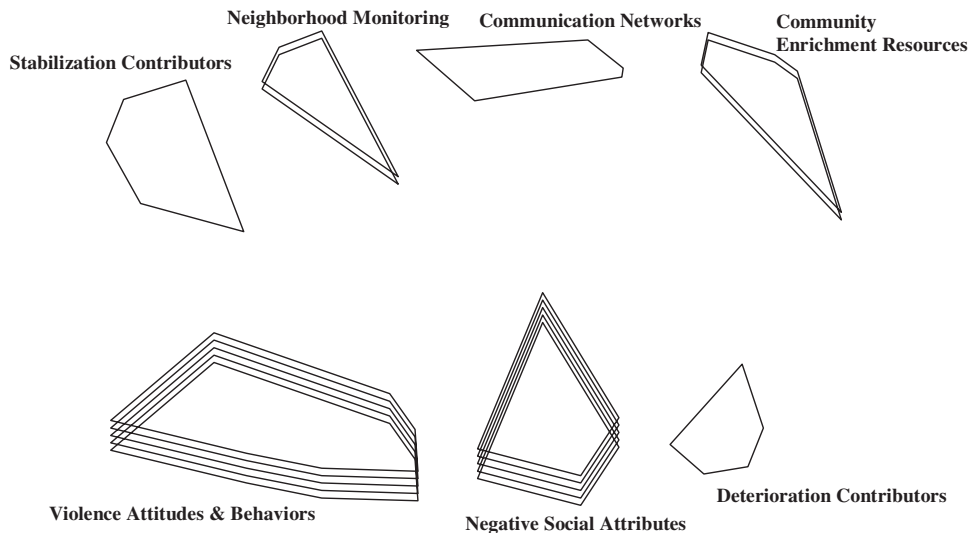 Neighborhood Monitoring
Communication Networks
Community
Enrichment Resources
Stabilization Contributors
Violence Attitudes & Behaviors
Negative Social Attributes
Deterioration Contributors